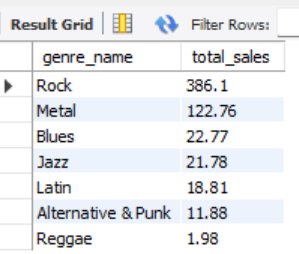 Result Grid Filter Rows:
genre_name total_sales
Rock 386.1
Metal 122.76
Blues 22.77
Jazz 21.78
Latin 18.81
Alternative & Punk 11.88
Reggae 1.98